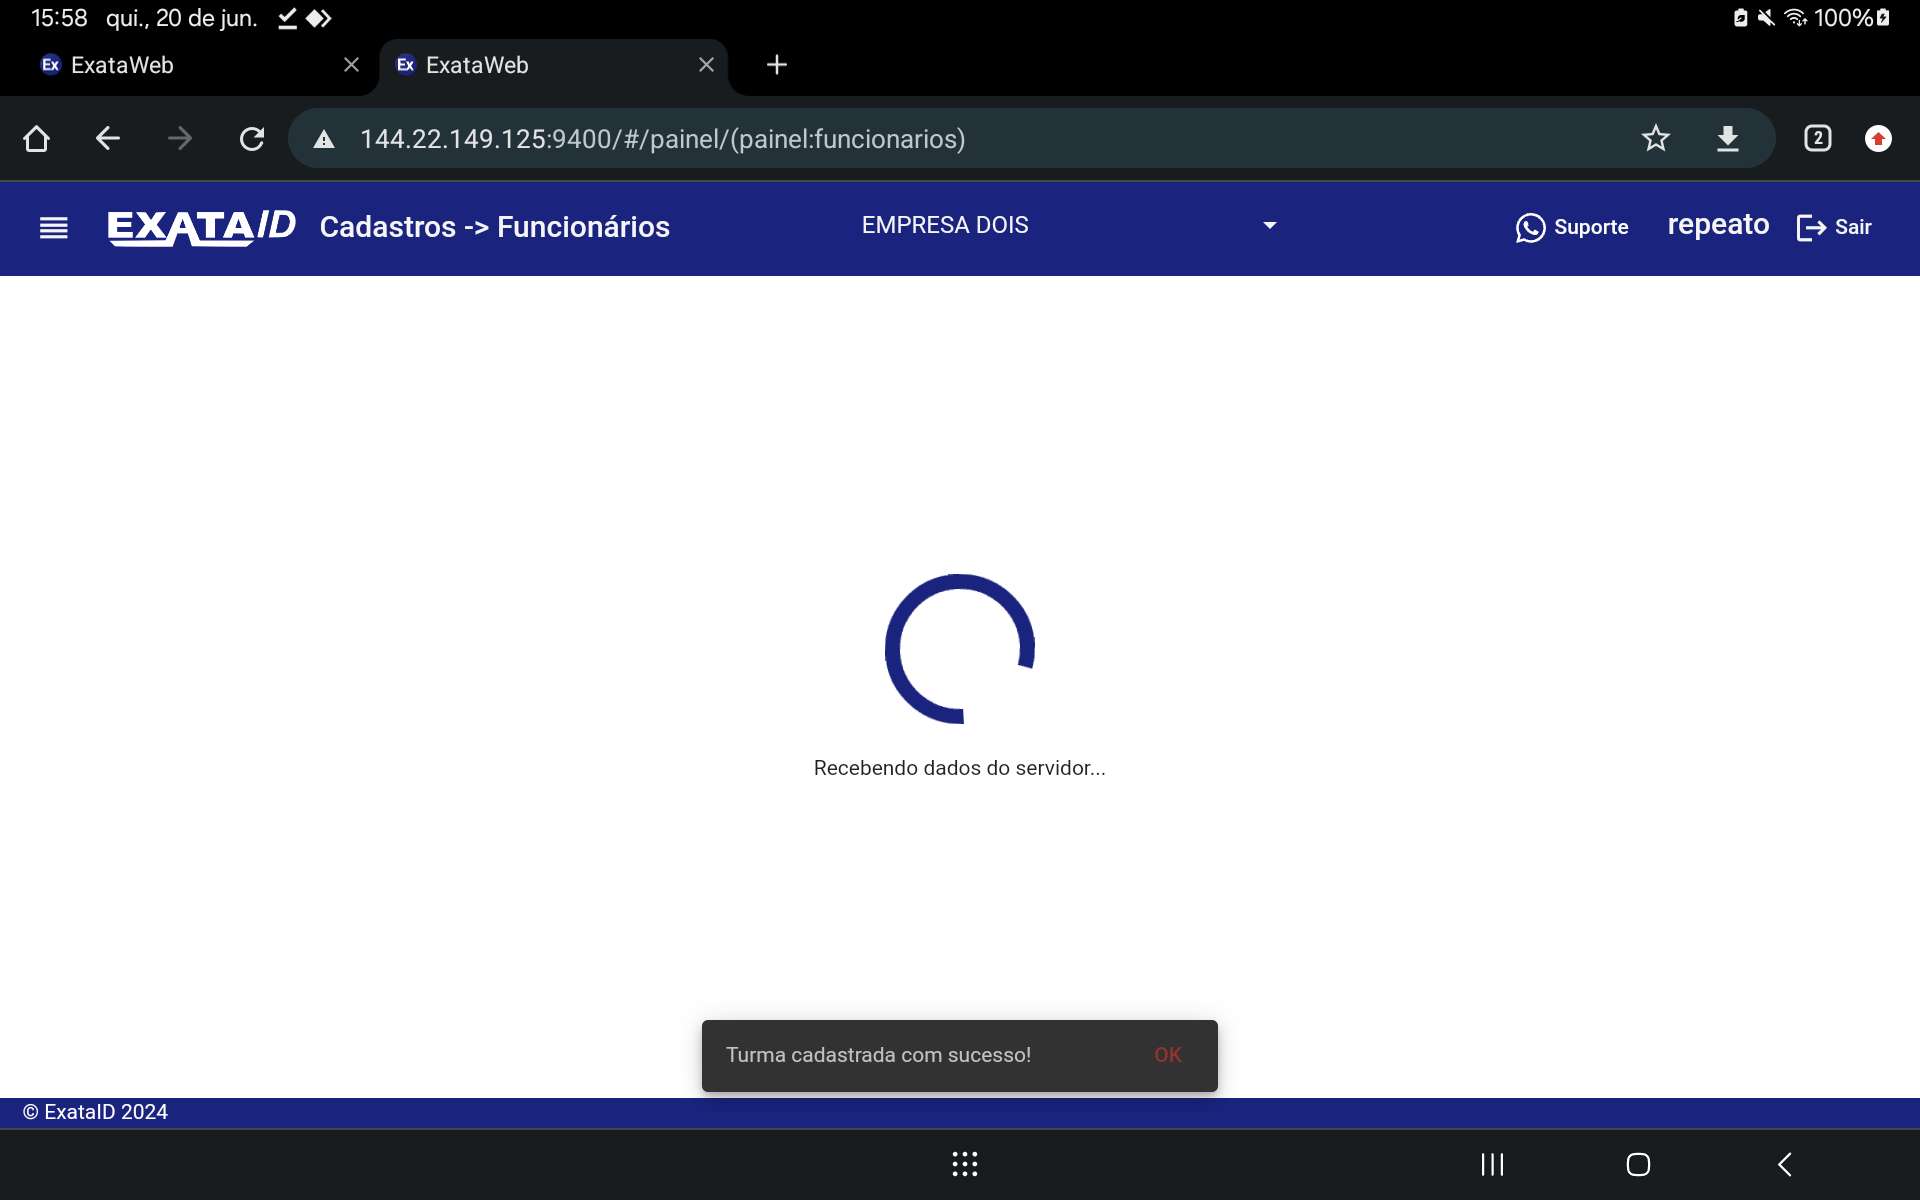 15:58 qui., 20 de jun. 100%
Ex ExataWeb Ex ExataWeb
144.22.149.125:9400/#/painel/(painel:funcionarios) 2
EXATAID Cadastros -> Funcionários EMPRESA DOIS Suporte repeato Sair
Recebendo dados do servidor...
Turma cadastrada com sucesso! OK
© ExataID 2024